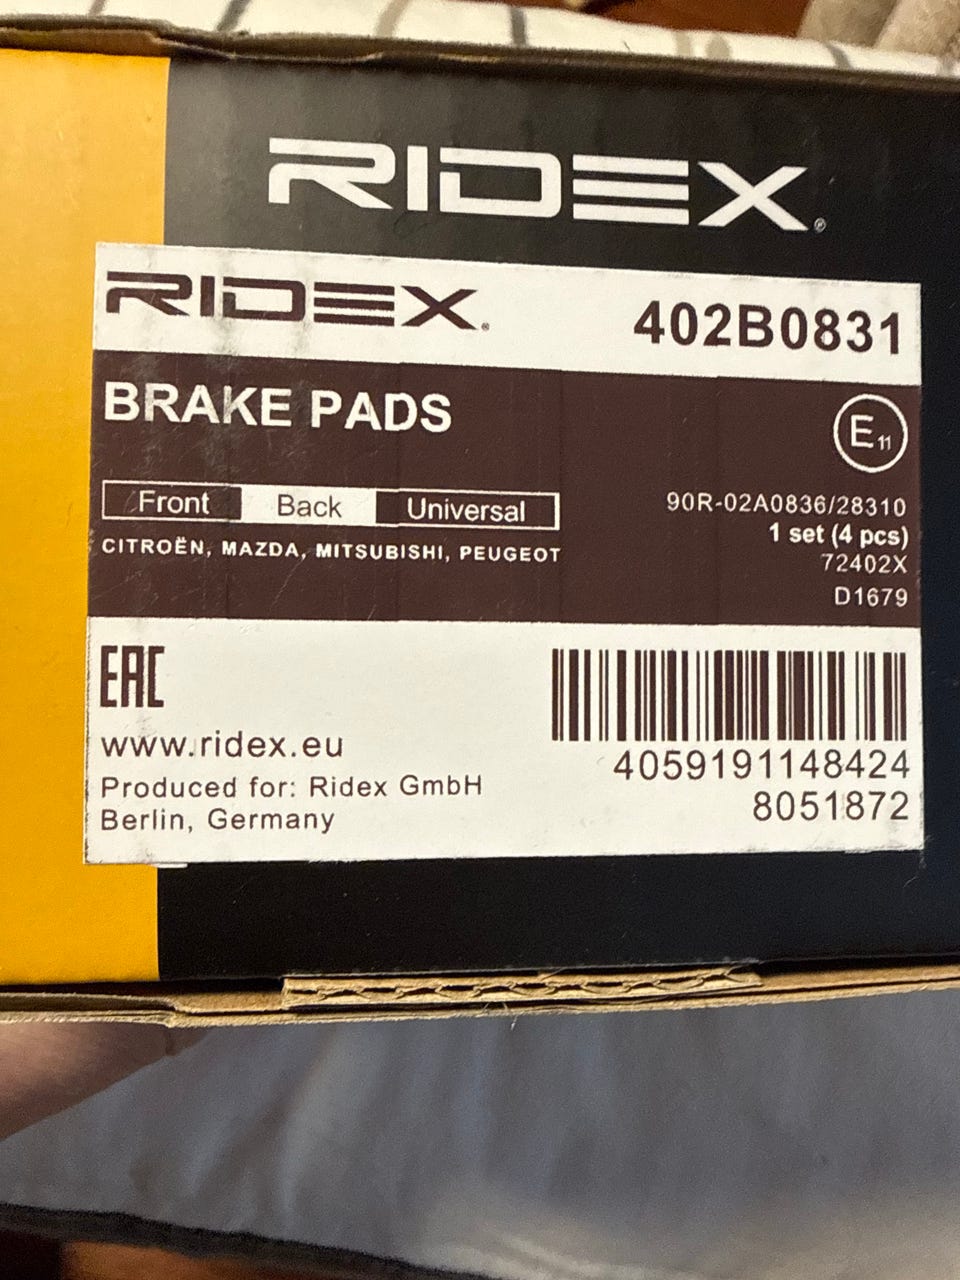 RIDEX®
RIDEX®
402B0831
BRAKE PADS
E11
Front Back Universal
90R-02A0836/28310
1 set (4 pcs)
CITROËN, MAZDA, MITSUBISHI, PEUGEOT
72402X
D1679
EAC
www.ridex.eu
4059191148424
Produced for: Ridex GmbH
8051872
Berlin, Germany